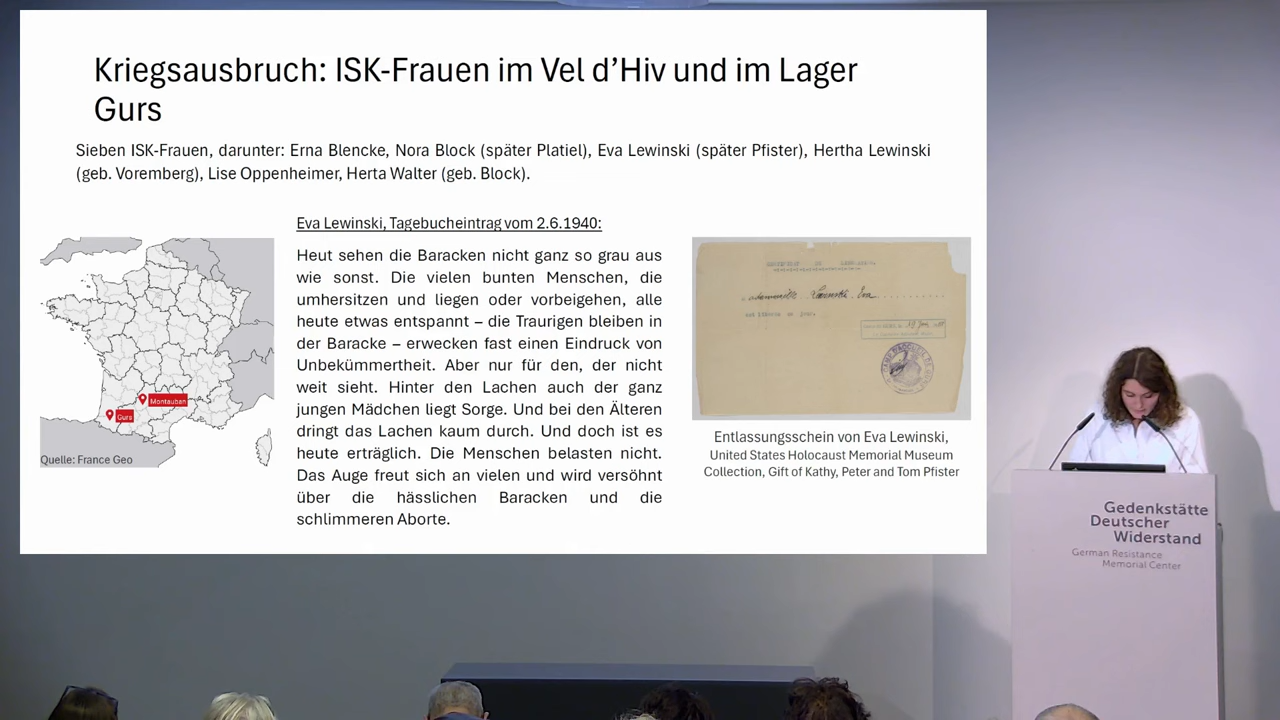 Kriegsausbruch: ISK-Frauen im Vel d’Hiv und im Lager
Gurs
Sieben ISK-Frauen, darunter: Erna Blencke, Nora Block (später Platiel), Eva Lewinski (später Pfister), Hertha Lewinski
(geb. Voremberg), Lise Oppenheimer, Herta Walter (geb. Block).
Eva Lewinski, Tagebucheintrag vom 2.6.1940:
Heut sehen die Baracken nicht ganz so grau aus
wie sonst. Die vielen bunten Menschen, die
umhersitzen und liegen oder vorbeigehen, alle
heute etwas entspannt – die Traurigen bleiben in
der Baracke – erwecken fast einen Eindruck von
Unbekümmertheit. Aber nur für den, der nicht
weit sieht. Hinter den Lachen auch der ganz
jungen Mädchen liegt Sorge. Und bei den Älteren
dringt das Lachen kaum durch. Und doch ist es
heute erträglich. Die Menschen belasten nicht.
Das Auge freut sich an vielen und wird versöhnt
über die hässlichen Baracken und die
schlimmeren Aborte.
Montauban
Gurs
Quelle: France Geo
Lewinski Eva
Entlassungsschein von Eva Lewinski,
United States Holocaust Memorial Museum
Collection, Gift of Kathy, Peter and Tom Pfister
Gedenkstätte
Deutscher
Widerstand
German Resistance
Memorial Center